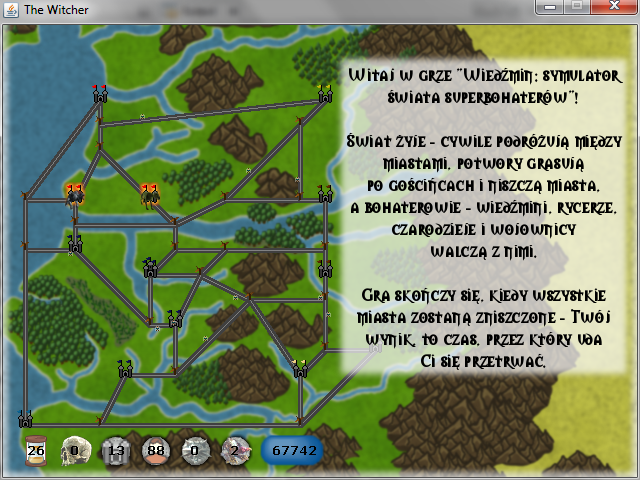 The Witcher
Witaj w grze "Wiedźmin: symulator
świata superbohaterów"!
Świat żyje - cywile podróżują między
miastami, potwory grasują
po gościńcach i niszczą miasta,
a bohaterowie - wiedźmini, rycerze,
czarodzieje i wojownicy
walczą z nimi.
Gra skończy się, kiedy wszystkie
miasta zostaną zniszczone - Twój
wynik, to czas, przez który uda
Ci się przetrwać.
26 0 13 88 0 2 67742